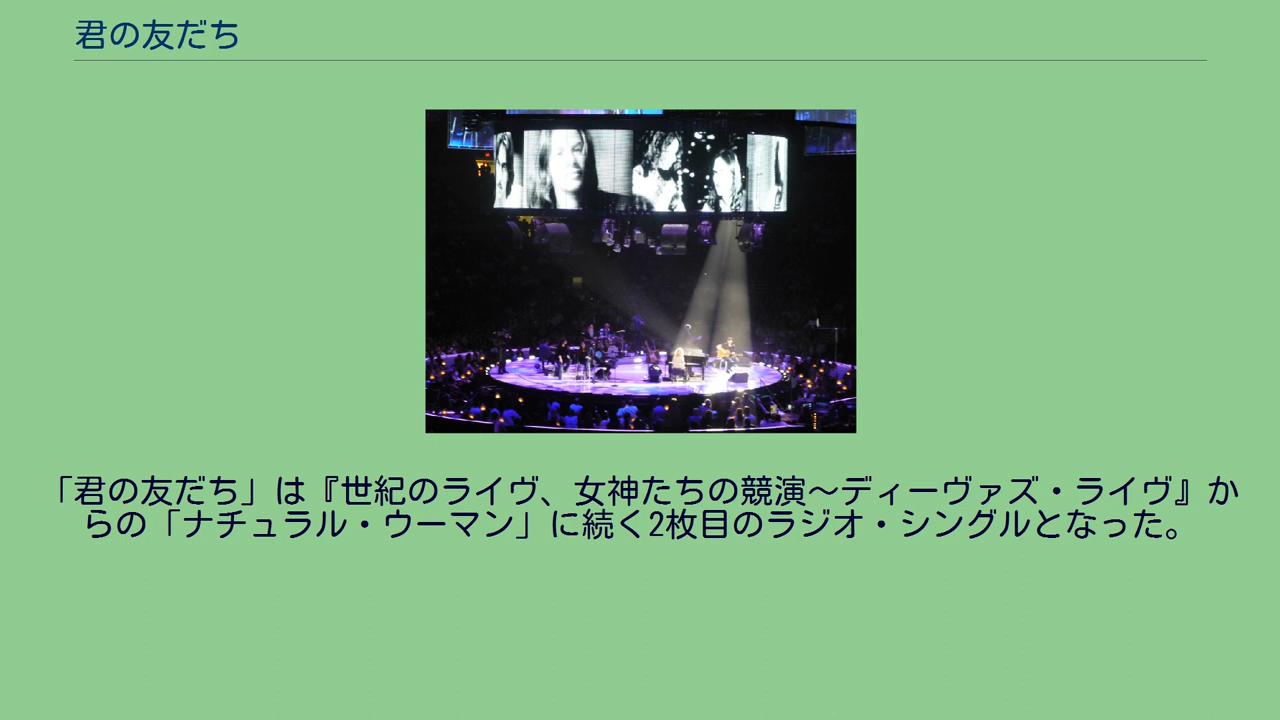 君の友だち
「君の友だち」は『世紀のライヴ、女神たちの競演〜ディーヴァズ・ライヴ』か
らの「ナチュラル・ウーマン」に続く2枚目のラジオ・シングルとなった。